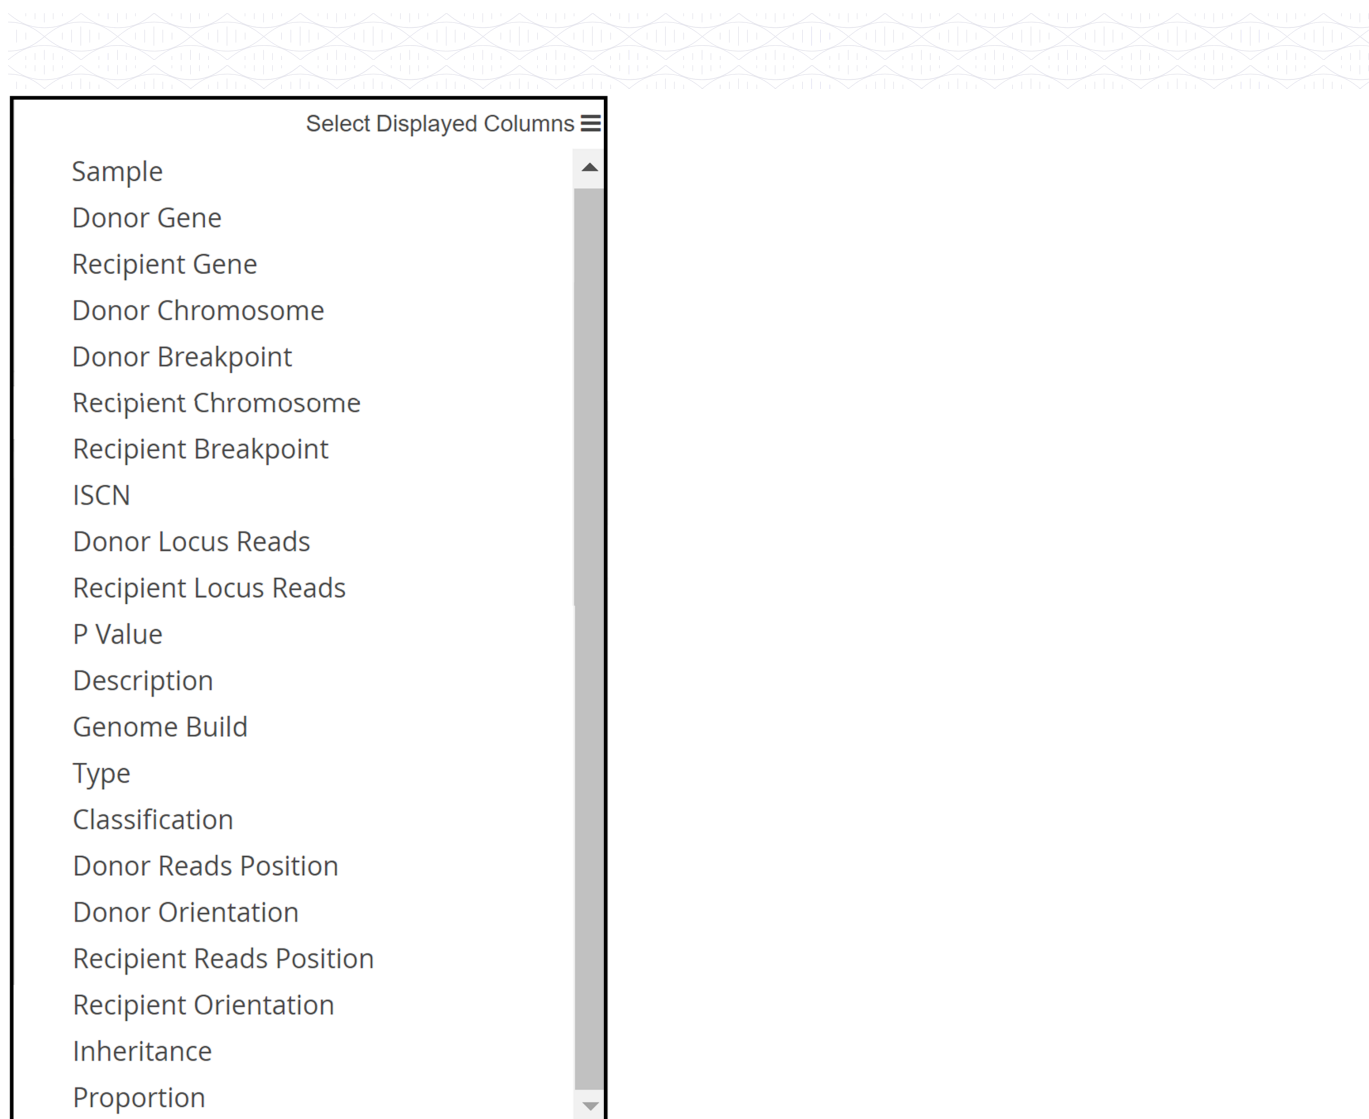 Select Displayed Columns
Sample
Donor Gene
Recipient Gene
Donor Chromosome
Donor Breakpoint
Recipient Chromosome
Recipient Breakpoint
ISCN
Donor Locus Reads
Recipient Locus Reads
P Value
Description
Genome Build
Type
Classification
Donor Reads Position
Donor Orientation
Recipient Reads Position
Recipient Orientation
Inheritance
Proportion